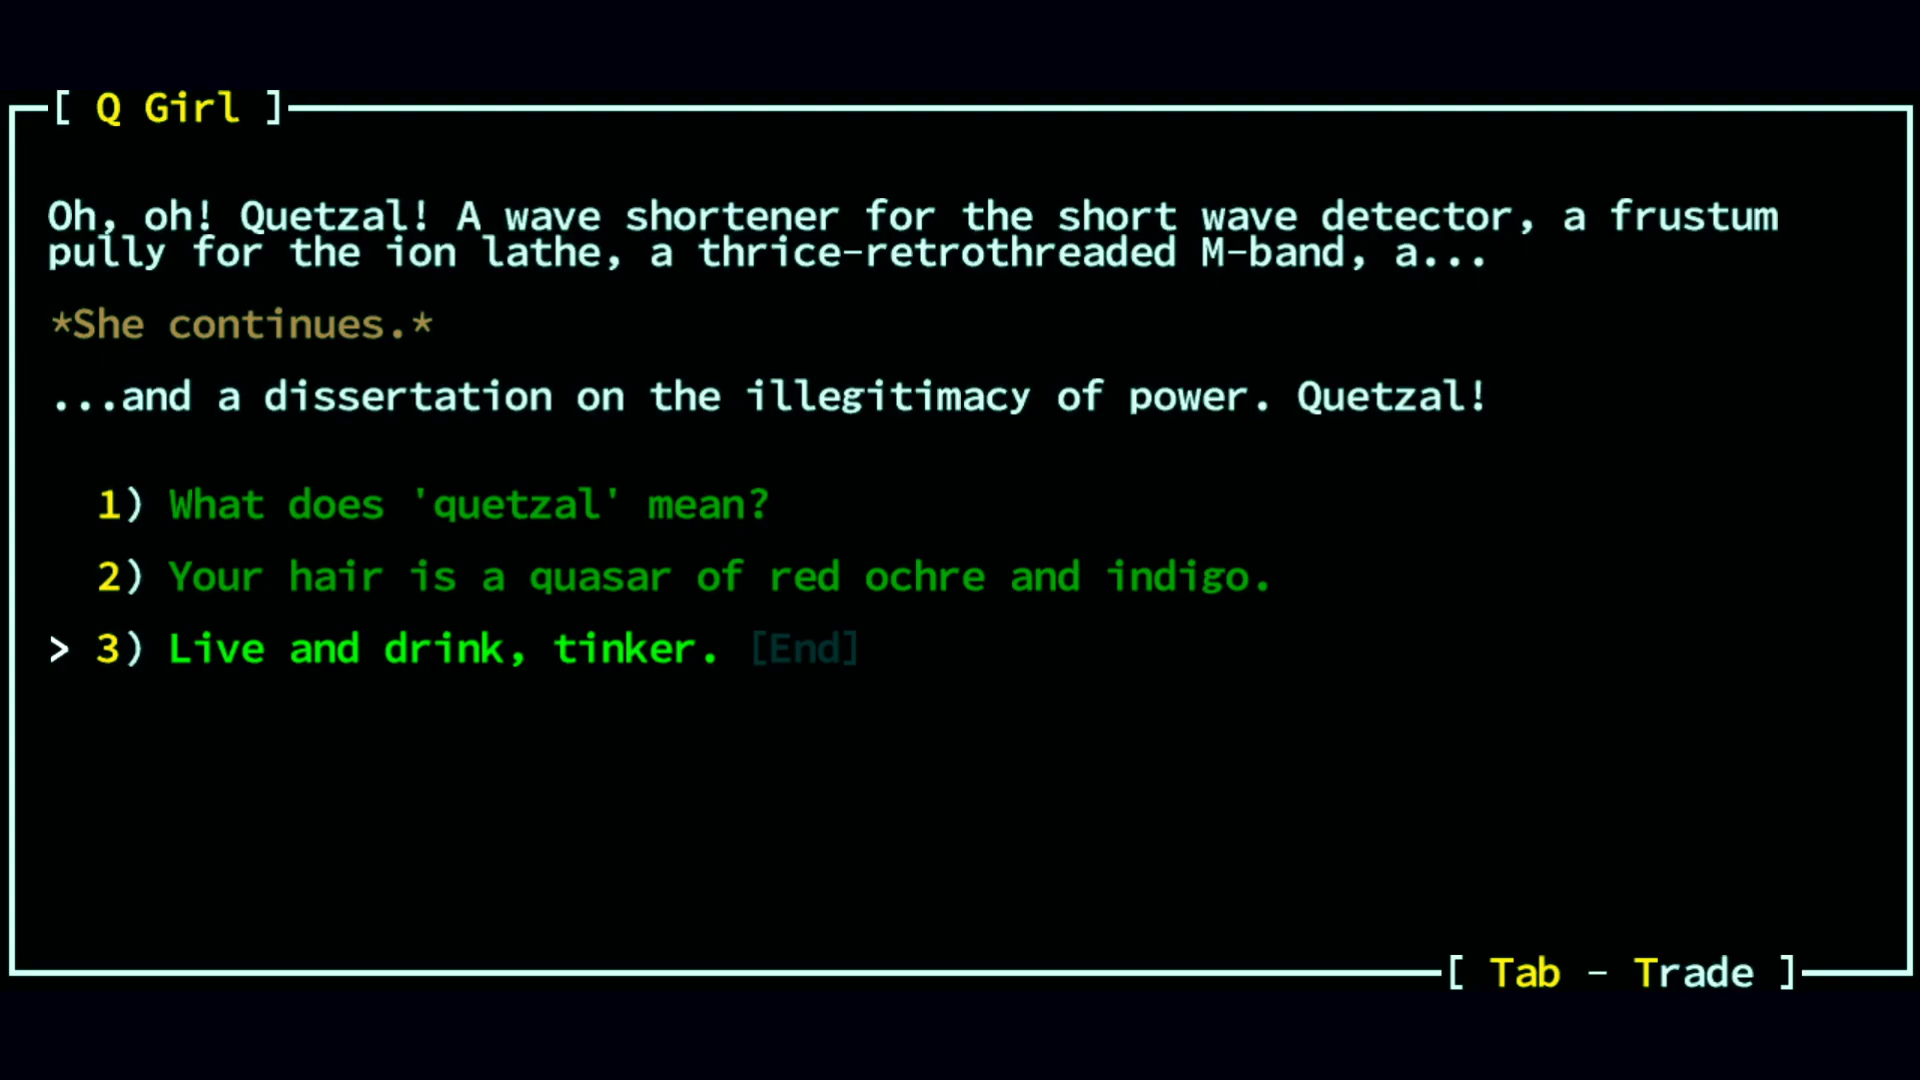 [ Q Girl ]
Oh, oh! Quetzal! A wave shortener for the short wave detector, a frustum
pully for the ion lathe, a thrice-retrothreaded M-band, a...
*She continues.*
...and a dissertation on the illegitimacy of power. Quetzal!
1) What does 'quetzal' mean?
2) Your hair is a quasar of red ochre and indigo.
> 3) Live and drink, tinker. [End]
[ Tab - Trade ]